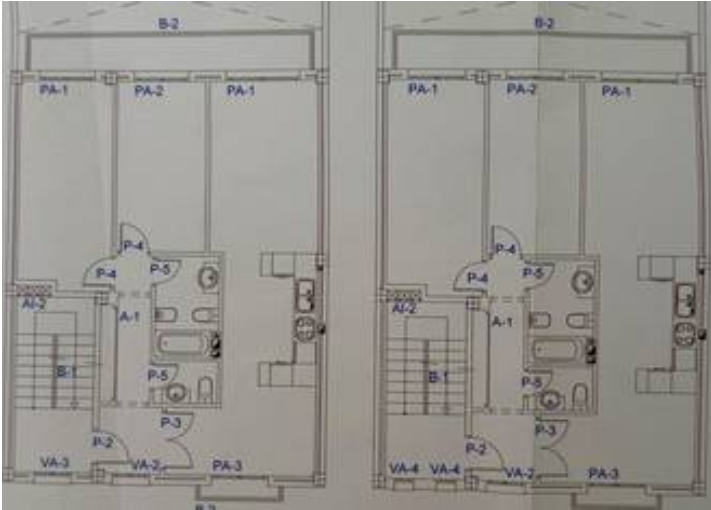 B-2
B-2
PA-1 PA-2 PA-1
PA-1 PA-2 PA-1
P-4
P-4 P-5
P-4
P-4 P-5
AI-2
A-1
AI-2
A-1
B-1
P-5
B-1
P-5
P-2 P-3
P-2 P-3
VA-3 VA-2 PA-3
VA-4 VA-4 VA-2 PA-3